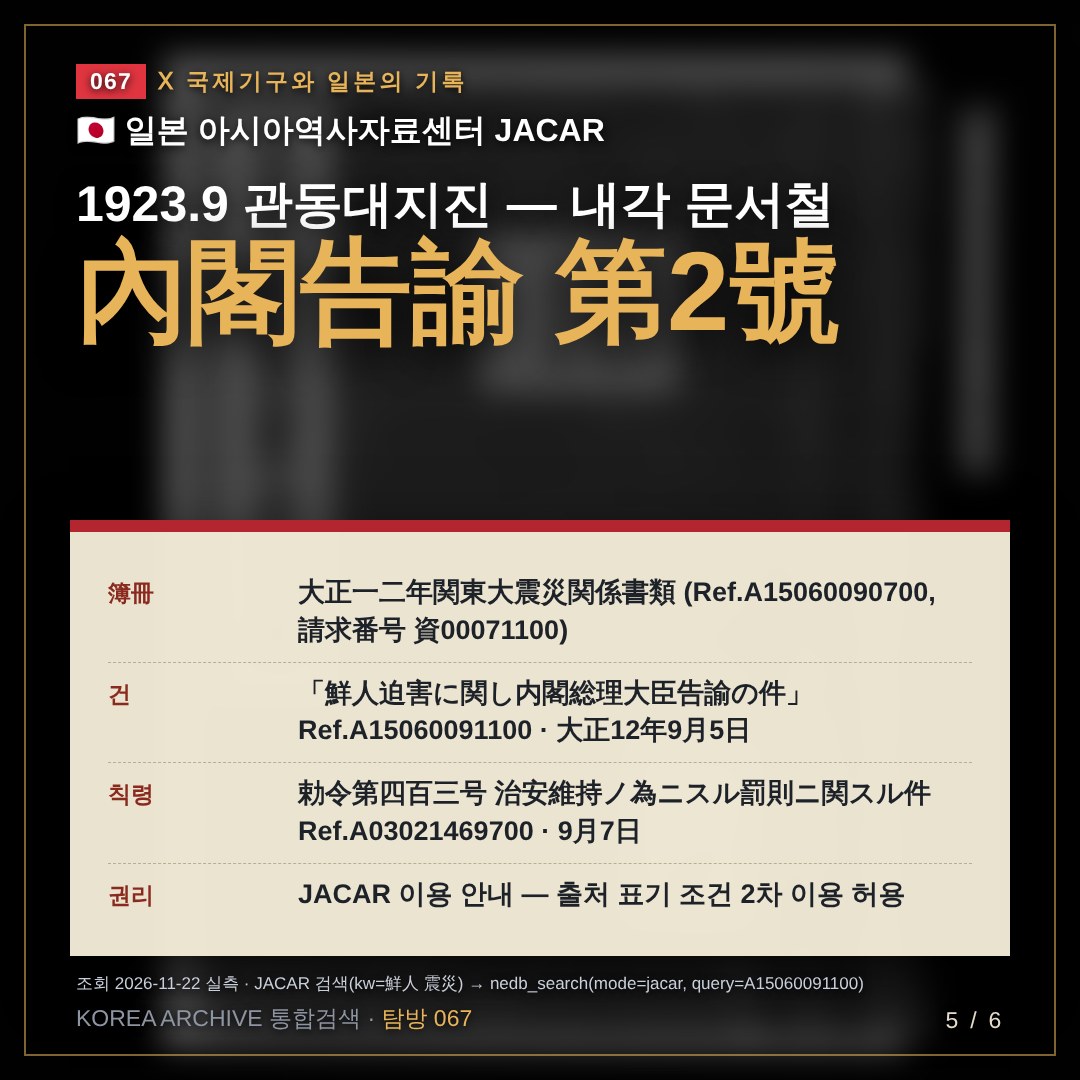 067 X 국제기구와 일본의 기록
🇯🇵 일본 아시아역사자료센터 JACAR
1923.9 관동대지진 — 내각 문서철
內閣告諭 第2號
簿冊
大正一二年関東大震災関係書類 (Ref.A15060090700,
請求番号 資00071100)
건
「鮮人迫害に関し内閣総理大臣告諭の件」
Ref.A15060091100 · 大正12年9月5日
칙령
勅令第四百三号 治安維持ノ為ニスル罰則ニ関スル件
Ref.A03021469700 · 9月7日
권리
JACAR 이용 안내 — 출처 표기 조건 2차 이용 허용
조회 2026-11-22 실측 · JACAR 검색(kw=鮮人 震災) → nedb_search(mode=jacar, query=A15060091100)
KOREA ARCHIVE 통합검색 · 탐방 067
5 / 6